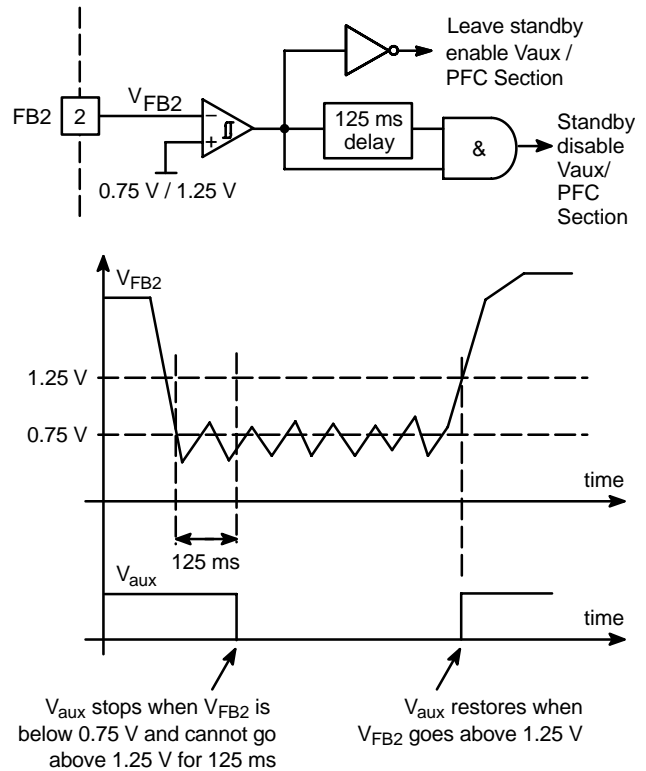 Leave standby
enable Vaux /
PFC Section
FB2
2
VFB2
−
+
0.75 V / 1.25 V
125 ms
delay
&
Standby
disable
Vaux/
PFC
Section
VFB2
1.25 V
0.75 V
time
125 ms
Vaux
time
Vaux stops when VFB2 is
below 0.75 V and cannot go
above 1.25 V for 125 ms
Vaux restores when
VFB2 goes above 1.25 V